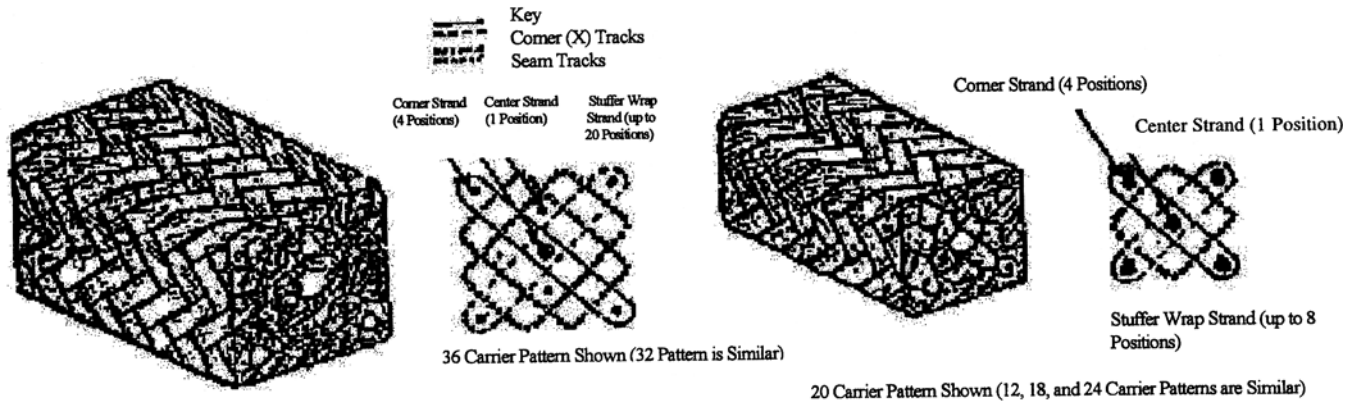 Key
Corner (X) Tracks
Seam Tracks
Corner Strand
(4 Positions)
Center Strand
(1 Position)
Stuffer Wrap
Strand (up to
20 Positions)
36 Carrier Pattern Shown (32 Pattern is Similar)
Corner Strand (4 Positions)
Center Strand (1 Position)
Stuffer Wrap Strand (up to 8
Positions)
20 Carrier Pattern Shown (12, 18, and 24 Carrier Patterns are Similar)